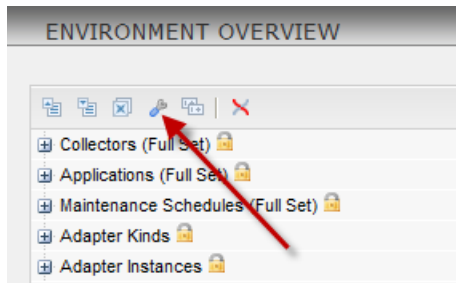 ENVIRONMENT OVERVIEW
Collectors (Full Set)
Applications (Full Set)
Maintenance Schedules (Full Set)
Adapter Kinds
Adapter Instances